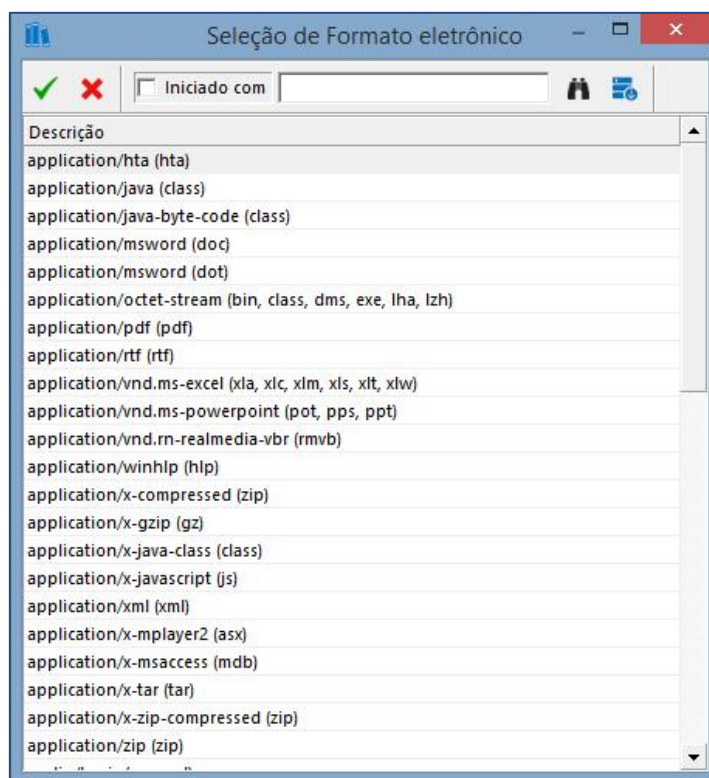 Seleção de Formato eletrônico
Iniciado com
Descrição
application/hta (hta)
application/java (class)
application/java-byte-code (class)
application/msword (doc)
application/msword (dot)
application/octet-stream (bin, class, dms, exe, lha, lzh)
application/pdf (pdf)
application/rtf (rtf)
application/vnd.ms-excel (xla, xlc, xlm, xls, xlt, xlw)
application/vnd.ms-powerpoint (pot, pps, ppt)
application/vnd.rn-realmedia-vbr (rmvb)
application/winhlp (hlp)
application/x-compressed (zip)
application/x-gzip (gz)
application/x-java-class (class)
application/x-javascript (js)
application/xml (xml)
application/x-mplayer2 (asx)
application/x-msaccess (mdb)
application/x-tar (tar)
application/x-zip-compressed (zip)
application/zip (zip)